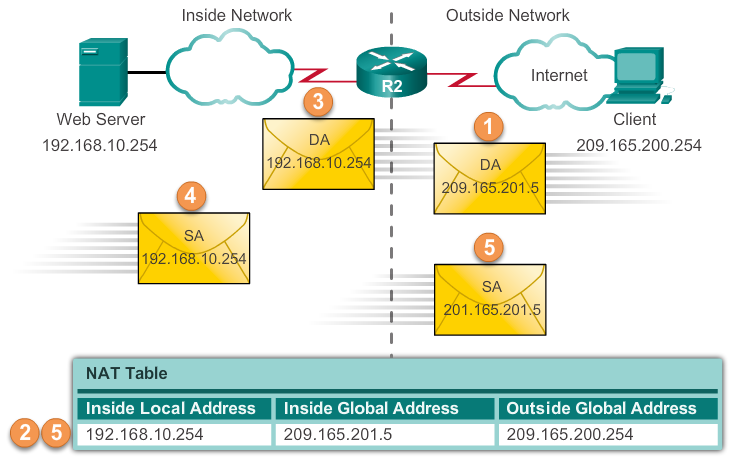 Inside Network
Outside Network
R2
Internet
Web Server
192.168.10.254
Client
209.165.200.254
3
DA
192.168.10.254
1
DA
209.165.201.5
4
SA
192.168.10.254
5
SA
201.165.201.5
NAT Table
Inside Local Address Inside Global Address Outside Global Address
2 5 192.168.10.254 209.165.201.5 209.165.200.254